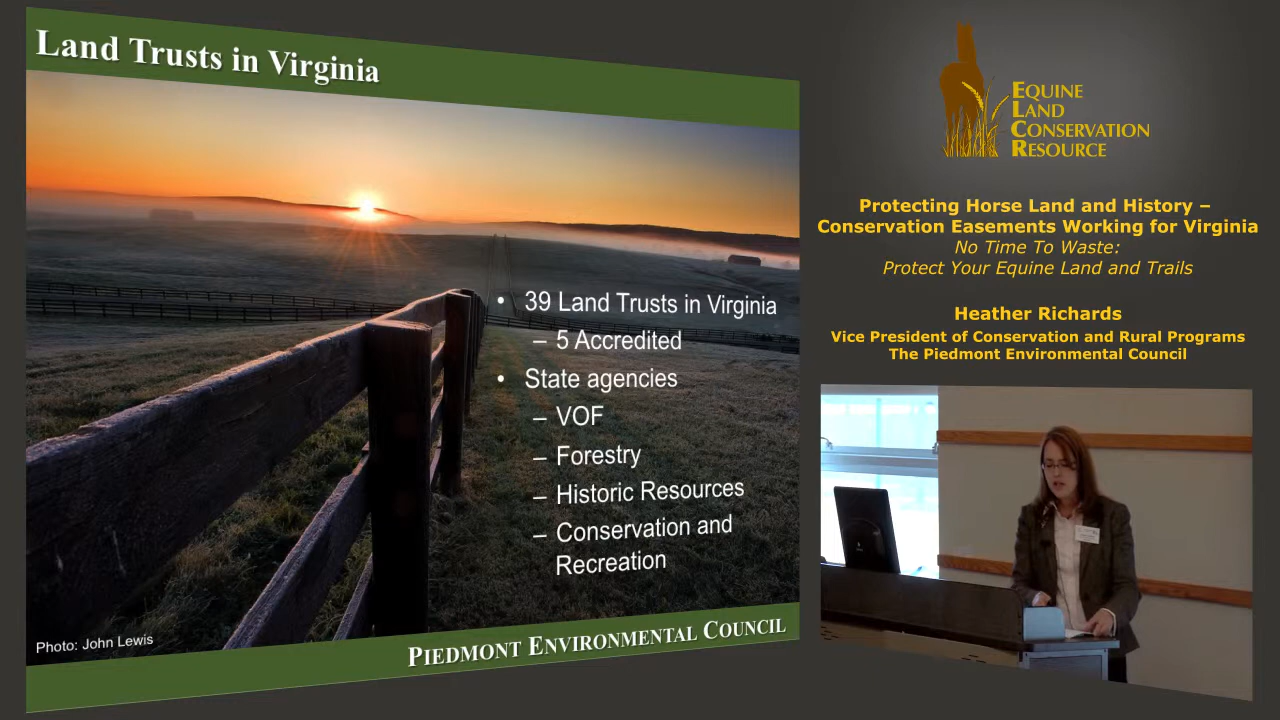 Land Trusts in Virginia
• 39 Land Trusts in Virginia
– 5 Accredited
• State agencies
– VOF
– Forestry
– Historic Resources
– Conservation and
Recreation
Photo: John Lewis
PIEDMONT ENVIRONMENTAL COUNCIL
EQUINE
LAND
CONSERVATION
RESOURCE
Protecting Horse Land and History –
Conservation Easements Working for Virginia
No Time To Waste:
Protect Your Equine Land and Trails
Heather Richards
Vice President of Conservation and Rural Programs
The Piedmont Environmental Council